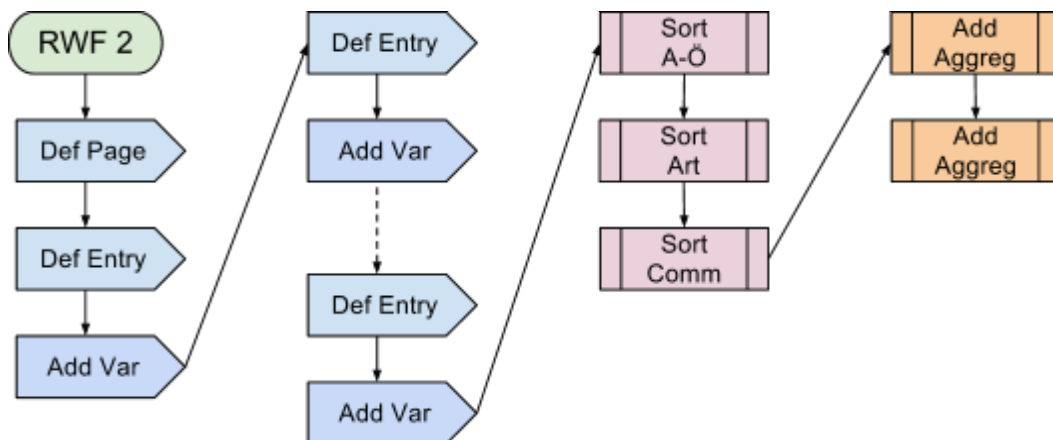 RWF 2
Def Page
Def Entry
Add Var
Def Entry
Add Var
Def Entry
Add Var
Sort
A-Ö
Sort
Art
Sort
Comm
Add
Aggreg
Add
Aggreg